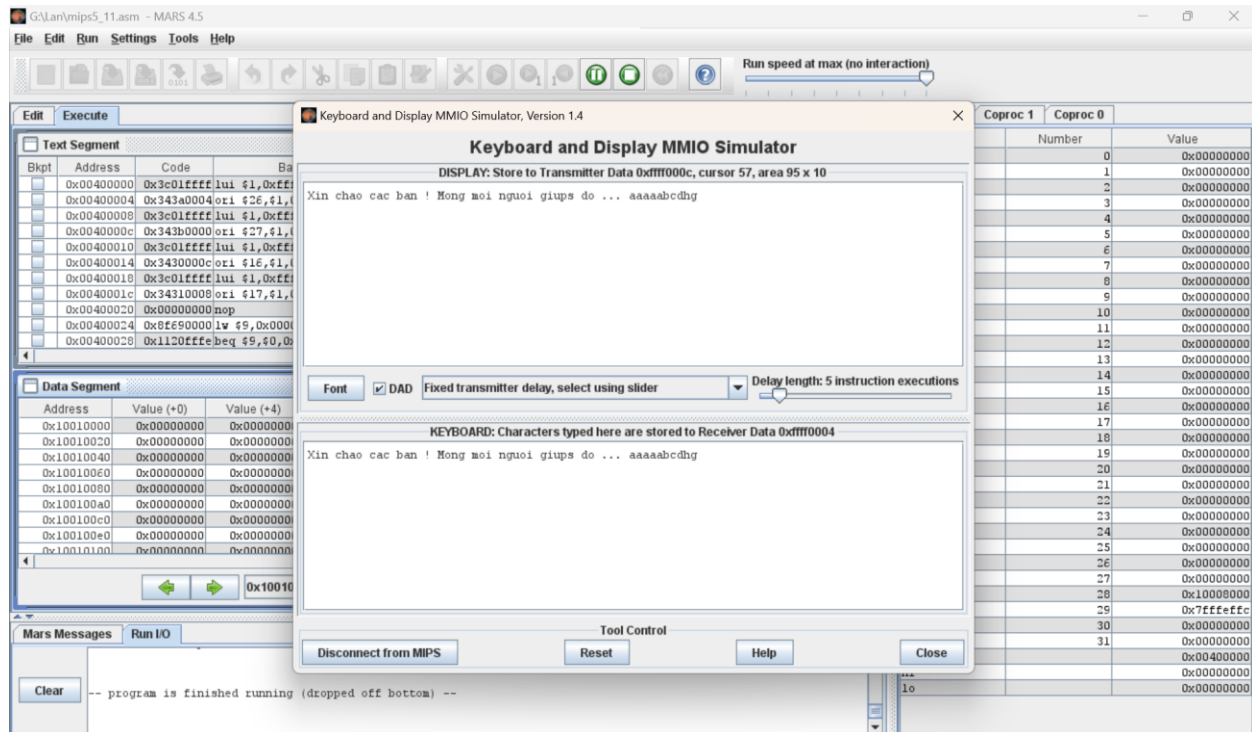 G:\Lan\mips5_11.asm - MARS 4.5
File Edit Run Settings Tools Help
Run speed at max (no interaction)
Edit Execute
Text Segment
Bkpt Address Code Ba
0x00400000 0x3c01ffff lui $1,0xfff
0x00400004 0x343a0004 ori $26,$1,
0x00400008 0x3c01ffff lui $1,0xfff
0x0040000c 0x343b0000 ori $27,$1,
0x00400010 0x3c01ffff lui $1,0xfff
0x00400014 0x3430000c ori $16,$1,
0x00400018 0x3c01ffff lui $1,0xfff
0x0040001c 0x34310008 ori $17,$1,
0x00400020 0x00000000 nop
0x00400024 0x8f690000 lw $9,0x000
0x00400028 0x1120fffe beq $9,$0,0x
Data Segment
Address Value (+0) Value (+4)
0x10010000 0x00000000 0x0000000
0x10010020 0x00000000 0x0000000
0x10010040 0x00000000 0x0000000
0x10010060 0x00000000 0x0000000
0x10010080 0x00000000 0x0000000
0x100100a0 0x00000000 0x0000000
0x100100c0 0x00000000 0x0000000
0x100100e0 0x00000000 0x0000000
0x10010100 0x00000000 0x0000000
0x10010
Mars Messages Run I/O
Clear
-- program is finished running (dropped off bottom) --
Keyboard and Display MMIO Simulator, Version 1.4
Keyboard and Display MMIO Simulator
DISPLAY: Store to Transmitter Data 0xffff000c, cursor 57, area 95 x 10
Xin chao cac ban ! Mong moi nguoi giups do ... aaaaabcdhg
Font DAD Fixed transmitter delay, select using slider Delay length: 5 instruction executions
KEYBOARD: Characters typed here are stored to Receiver Data 0xffff0004
Xin chao cac ban ! Mong moi nguoi giups do ... aaaaabcdhg
Tool Control
Disconnect from MIPS Reset Help Close
Coproc 1 Coproc 0
Number Value
0 0x00000000
1 0x00000000
2 0x00000000
3 0x00000000
4 0x00000000
5 0x00000000
6 0x00000000
7 0x00000000
8 0x00000000
9 0x00000000
10 0x00000000
11 0x00000000
12 0x00000000
13 0x00000000
14 0x00000000
15 0x00000000
16 0x00000000
17 0x00000000
18 0x00000000
19 0x00000000
20 0x00000000
21 0x00000000
22 0x00000000
23 0x00000000
24 0x00000000
25 0x00000000
26 0x00000000
27 0x00000000
28 0x10008000
29 0x7fffeffc
30 0x00000000
31 0x00000000
0x00400000
0x00000000
lo 0x00000000